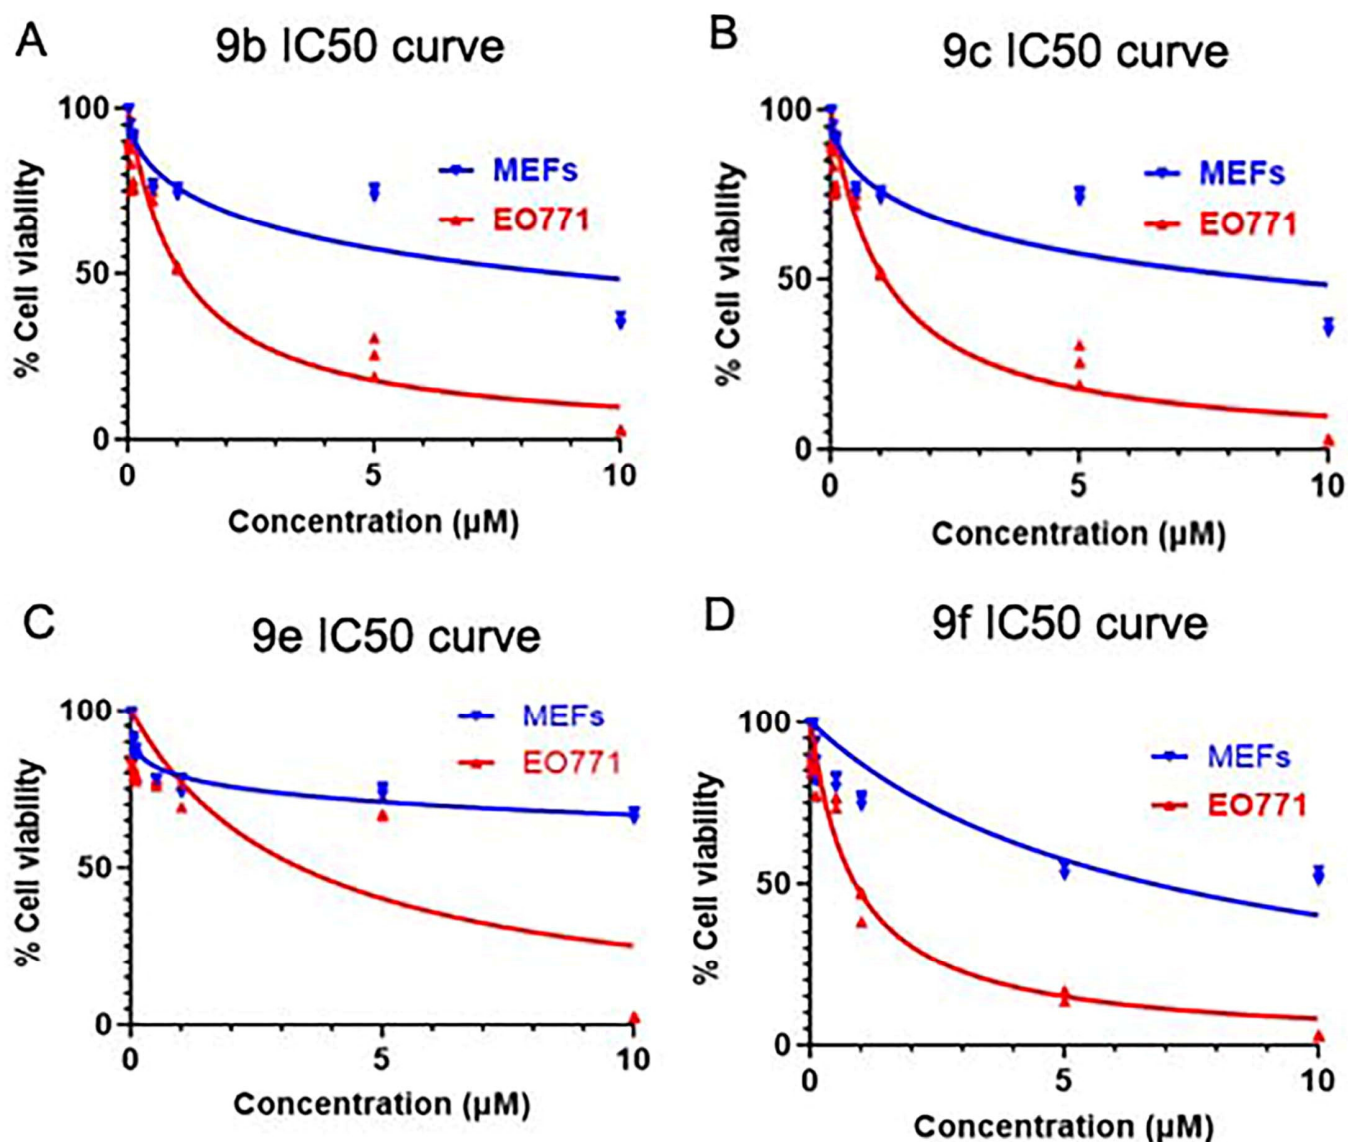 A
9b IC50 curve
100
50
0
0
5
10
% Cell viability
Concentration (µM)
MEFs
EO771
B
9c IC50 curve
100
50
0
0
5
10
% Cell viability
Concentration (µM)
MEFs
EO771
C
9e IC50 curve
100
50
0
0
5
10
% Cell viability
Concentration (µM)
MEFs
EO771
D
9f IC50 curve
100
50
0
0
5
10
% Cell viability
Concentration (µM)
MEFs
EO771